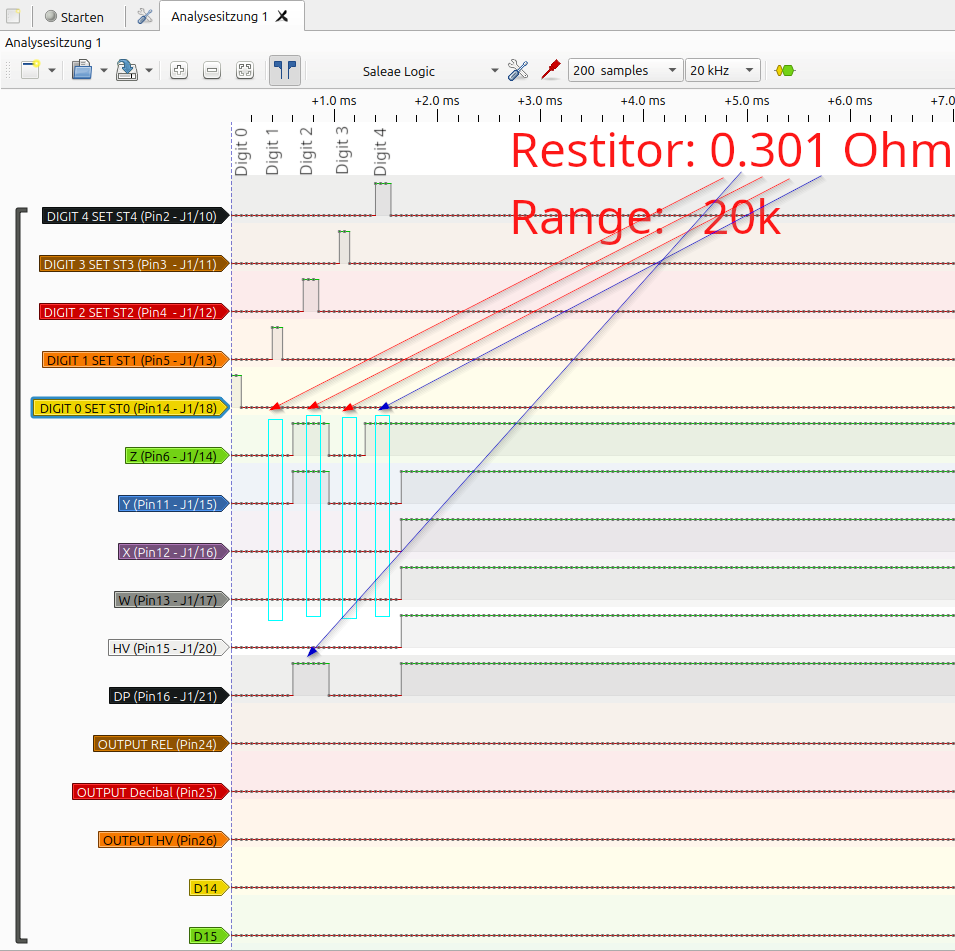 Starten
Analysesitzung 1
Analysesitzung 1
Saleae Logic
200 samples
20 kHz
+1.0 ms +2.0 ms +3.0 ms +4.0 ms +5.0 ms +6.0 ms +7.0
Digit 0
Digit 1
Digit 2
Digit 3
Digit 4
Restitor: 0.301 Ohm
Range: 20k
DIGIT 4 SET ST4 (Pin2 - J1/10)
DIGIT 3 SET ST3 (Pin3 - J1/11)
DIGIT 2 SET ST2 (Pin4 - J1/12)
DIGIT 1 SET ST1 (Pin5 - J1/13)
DIGIT 0 SET ST0 (Pin14 - J1/18)
Z (Pin6 - J1/14)
Y (Pin11 - J1/15)
X (Pin12 - J1/16)
W (Pin13 - J1/17)
HV (Pin15 - J1/20)
DP (Pin16 - J1/21)
OUTPUT REL (Pin24)
OUTPUT Decibal (Pin25)
OUTPUT HV (Pin26)
D14
D15